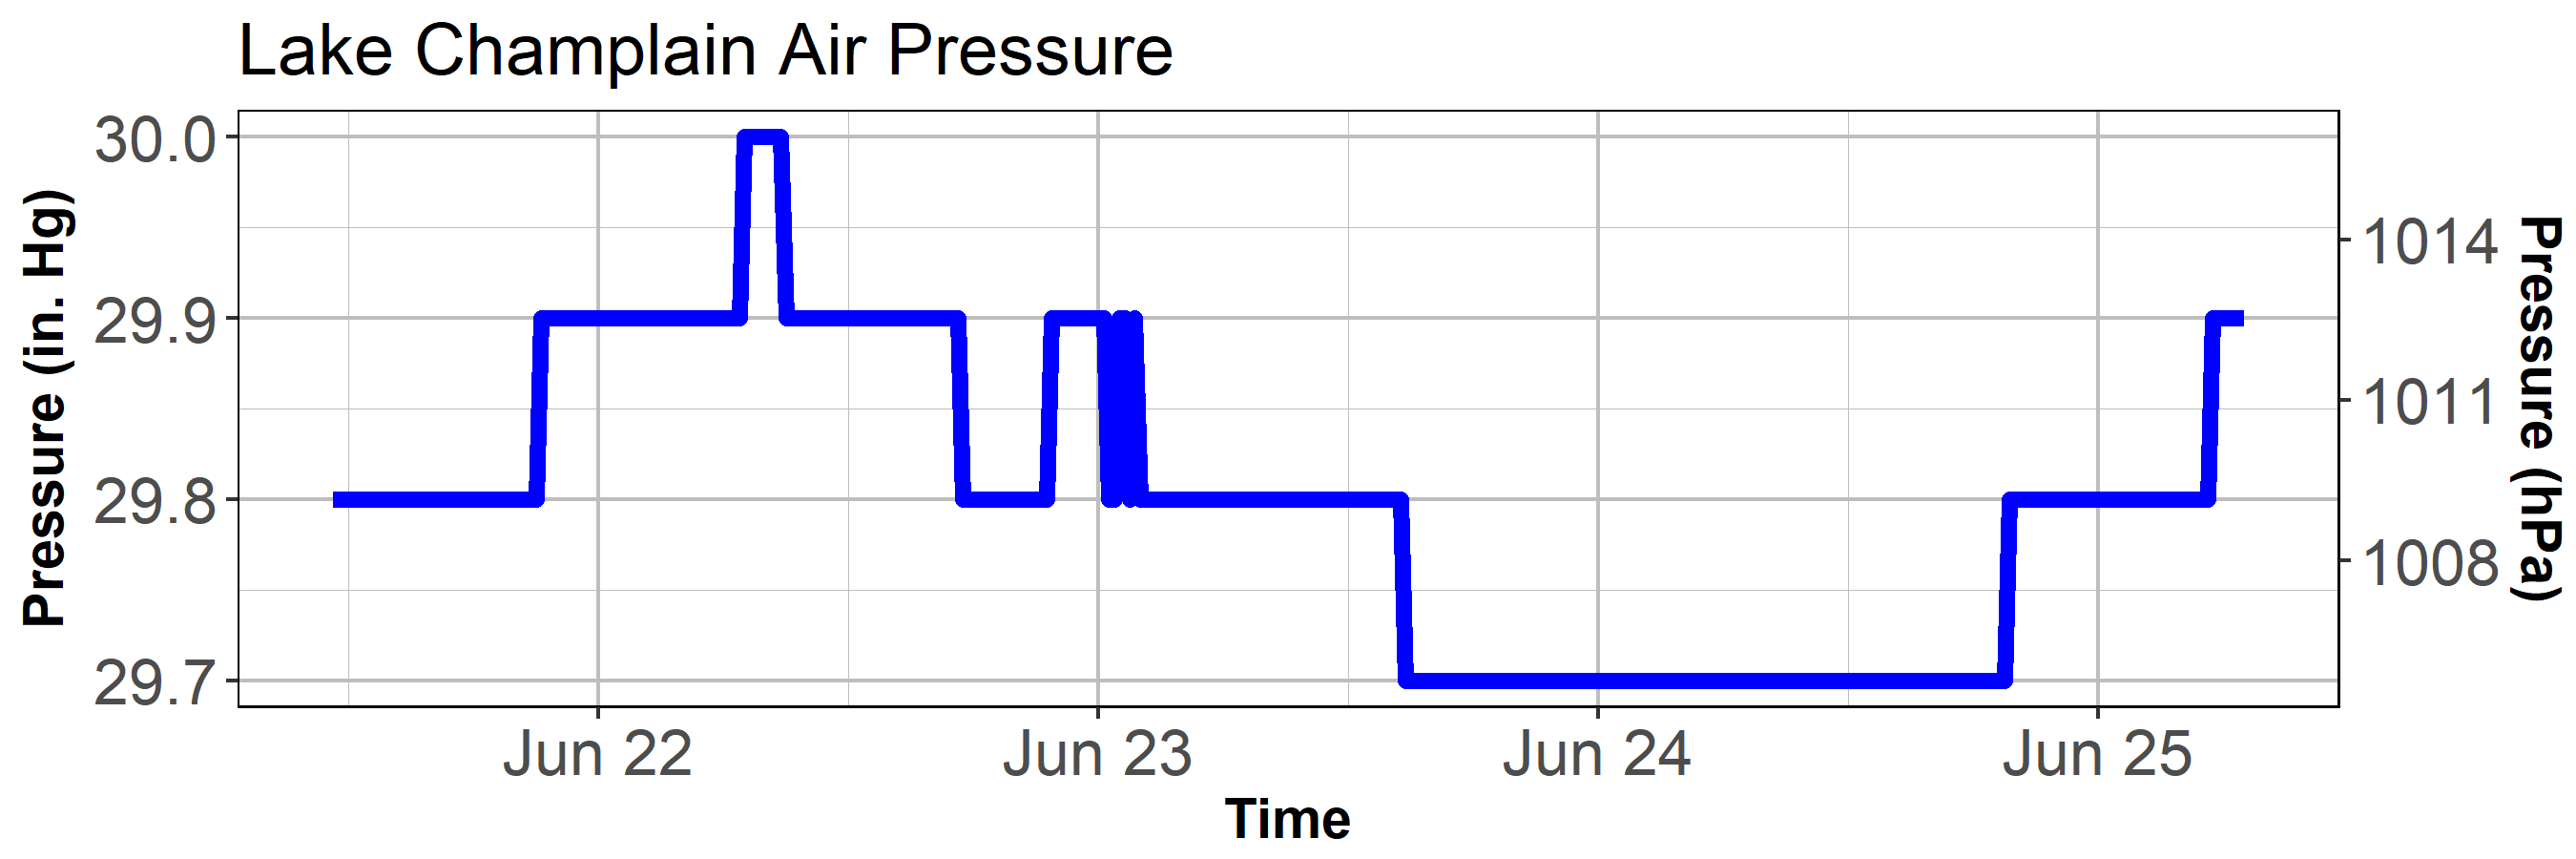 Lake Champlain Air Pressure
Pressure (in. Hg)
30.0
29.9
29.8
29.7
1014
1011
1008
Pressure (hPa)
Jun 22
Jun 23
Jun 24
Jun 25
Time